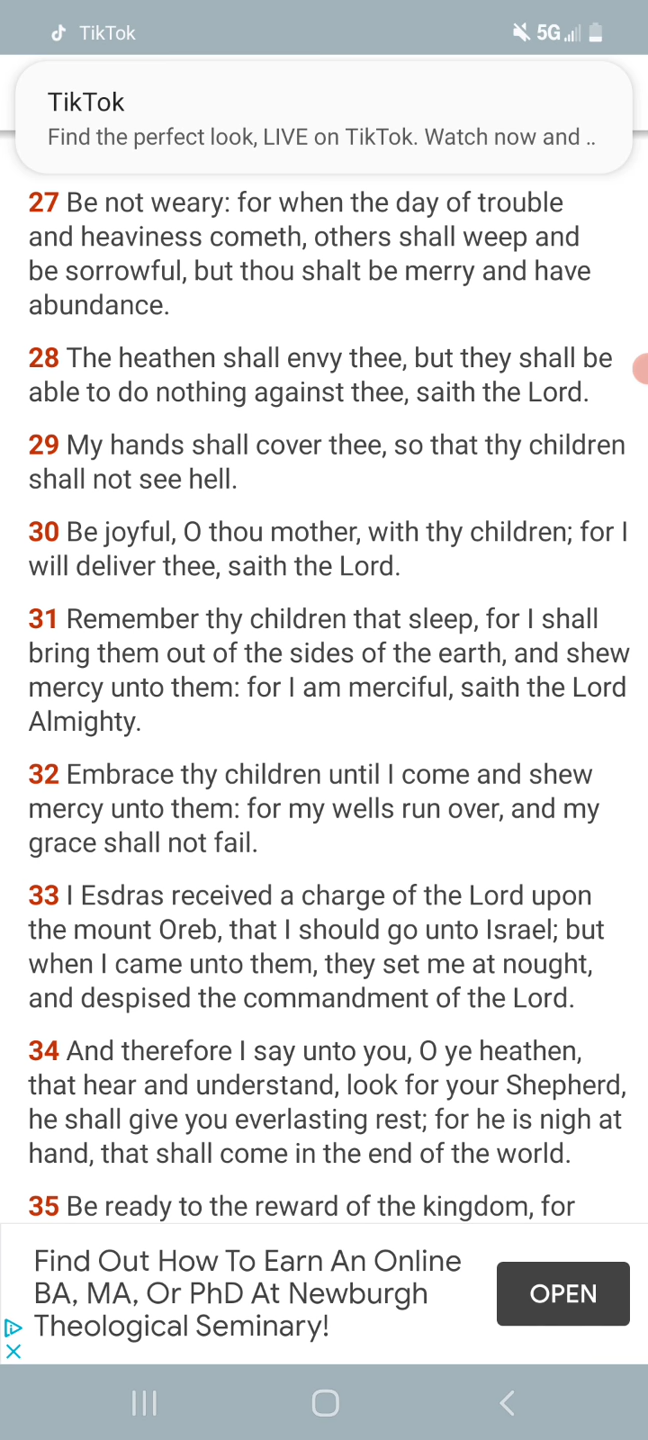 TikTok
5G
TikTok
Find the perfect look, LIVE on TikTok. Watch now and ..
27 Be not weary: for when the day of trouble
and heaviness cometh, others shall weep and
be sorrowful, but thou shalt be merry and have
abundance.
28 The heathen shall envy thee, but they shall be
able to do nothing against thee, saith the Lord.
29 My hands shall cover thee, so that thy children
shall not see hell.
30 Be joyful, O thou mother, with thy children; for I
will deliver thee, saith the Lord.
31 Remember thy children that sleep, for I shall
bring them out of the sides of the earth, and shew
mercy unto them: for I am merciful, saith the Lord
Almighty.
32 Embrace thy children until I come and shew
mercy unto them: for my wells run over, and my
grace shall not fail.
33 I Esdras received a charge of the Lord upon
the mount Oreb, that I should go unto Israel; but
when I came unto them, they set me at nought,
and despised the commandment of the Lord.
34 And therefore I say unto you, O ye heathen,
that hear and understand, look for your Shepherd,
he shall give you everlasting rest; for he is nigh at
hand, that shall come in the end of the world.
35 Be ready to the reward of the kingdom, for
Find Out How To Earn An Online
BA, MA, Or PhD At Newburgh
Theological Seminary!
OPEN